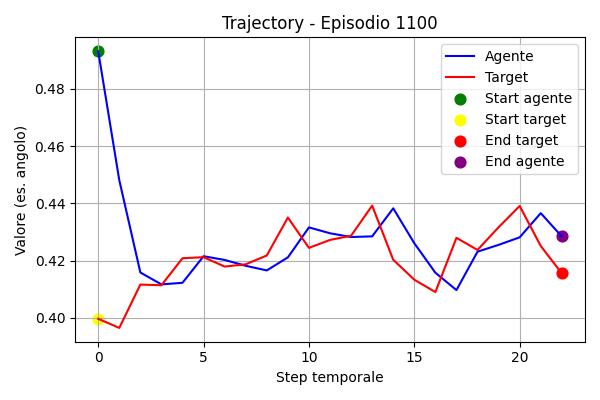 Trajectory - Episodio 1100
Agente
Target
Start agente
Start target
End target
End agente
Valore (es. angolo)
0.48
0.46
0.44
0.42
0.40
0
5
10
15
20
Step temporale